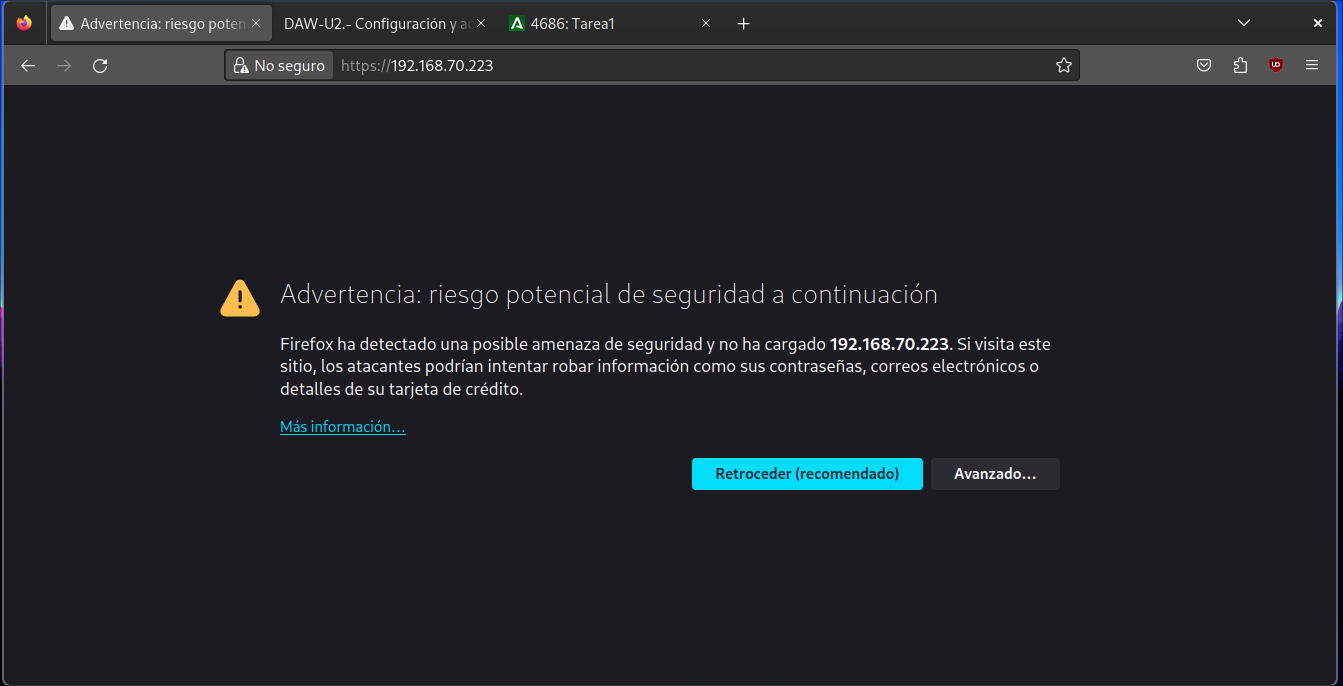 Advertencia: riesgo poten
DAW-U2.- Configuración y ac
4686: Tarea1
No seguro
https://192.168.70.223
Advertencia: riesgo potencial de seguridad a continuación
Firefox ha detectado una posible amenaza de seguridad y no ha cargado 192.168.70.223. Si visita este
sitio, los atacantes podrían intentar robar información como sus contraseñas, correos electrónicos o
detalles de su tarjeta de crédito.
Más información...
Retroceder (recomendado)
Avanzado...